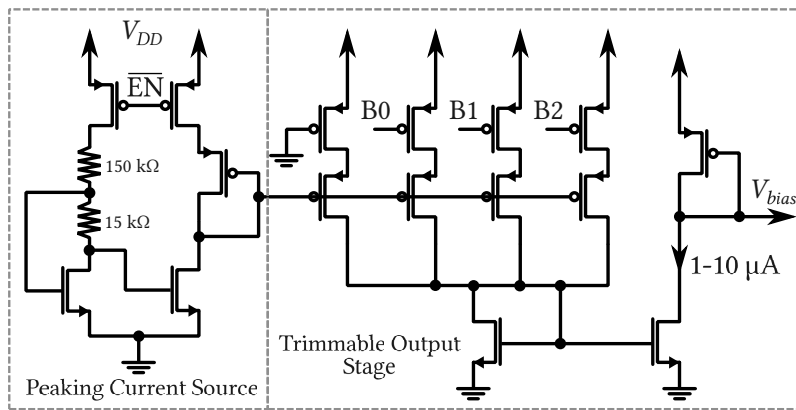 V_DD
EN
150 kΩ
15 kΩ
Peaking Current Source
B0
B1
B2
V_bias
1-10 µA
Trimmable Output
Stage